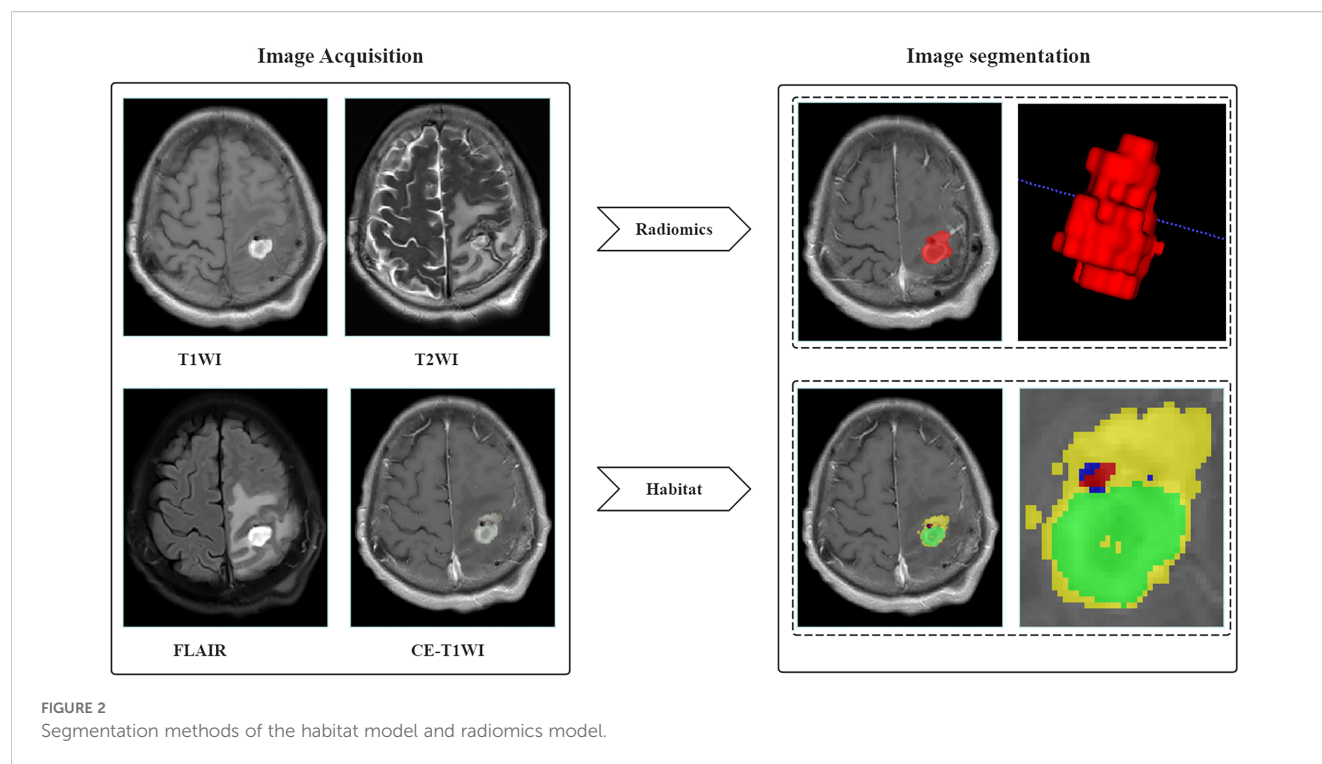 Image Acquisition
Image segmentation
T1WI
T2WI
Radiomics
FLAIR
CE-T1WI
Habitat
FIGURE 2
Segmentation methods of the habitat model and radiomics model.